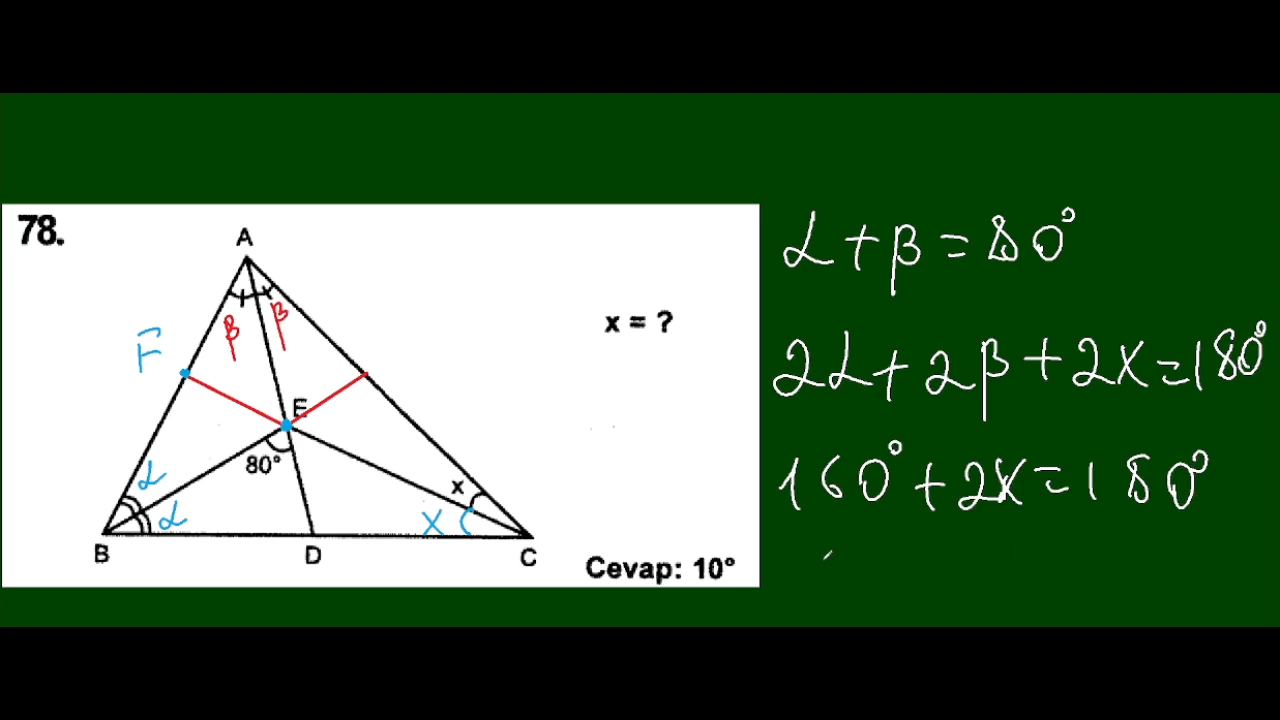 78.
A
β β
x = ?
F
E
80°
α
α
x
x
B
D
C
Cevap: 10°
α + β = 80°
2α + 2β + 2x = 180°
160° + 2x = 180°